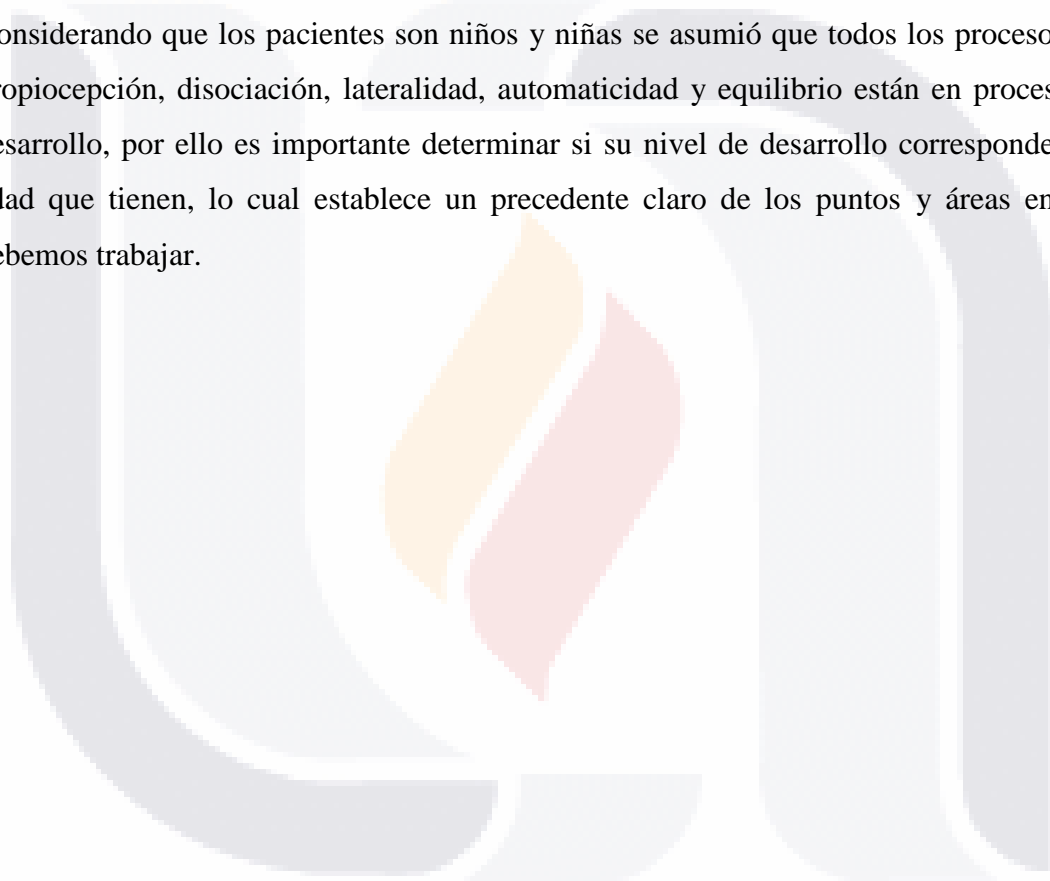 onsiderando que los pacientes son niños y niñas se asumió que todos los proceso
ropiocepción, disociación, lateralidad, automaticidad y equilibrio están en proces
esarrollo, por ello es importante determinar si su nivel de desarrollo corresponde
dad que tienen, lo cual establece un precedente claro de los puntos y áreas en
ebemos trabajar.